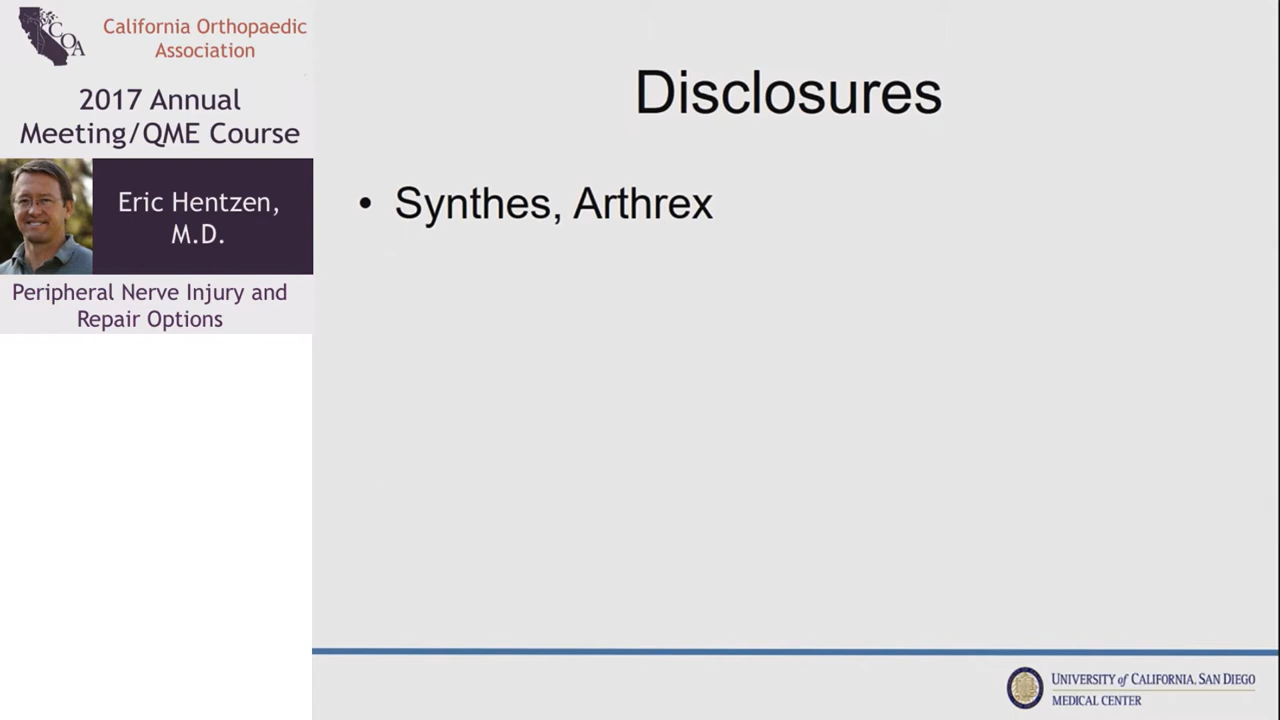 COA
California Orthopaedic
Association
2017 Annual
Meeting/QME Course
Eric Hentzen,
M.D.
Peripheral Nerve Injury and
Repair Options
Disclosures
• Synthes, Arthrex
UNIVERSITY of CALIFORNIA, SAN DIEGO
MEDICAL CENTER